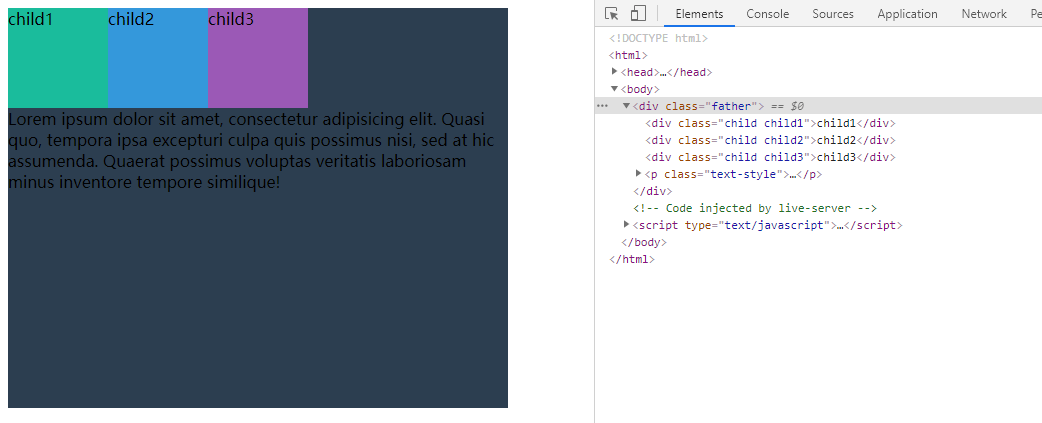 child1 child2 child3
Lorem ipsum dolor sit amet, consectetur adipisicing elit. Quasi
quo, tempora ipsa excepturi culpa quis possimus nisi, sed at hic
assumenda. Quaerat possimus voluptas veritatis laboriosam
minus inventore tempore similique!
Elements Console Sources Application Network Pe
<!DOCTYPE html>
<html>
<head>…</head>
<body>
<div class="father"> == $0
<div class="child child1">child1</div>
<div class="child child2">child2</div>
<div class="child child3">child3</div>
<p class="text-style">…</p>
</div>
<!-- Code injected by live-server -->
<script type="text/javascript">…</script>
</body>
</html>